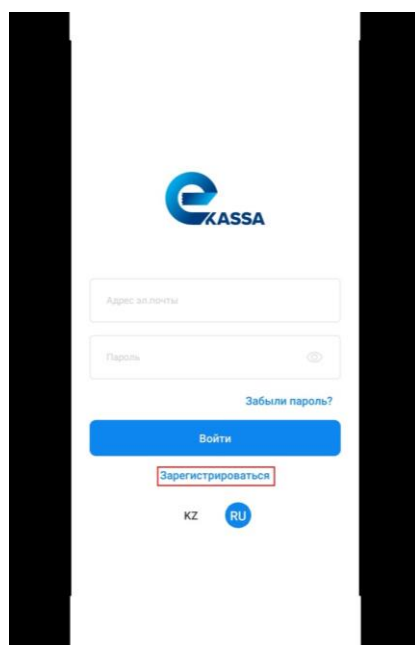 eKASSA
Адрес эл.почты
Пароль
Забыли пароль?
Войти
Зарегистрироваться
KZ RU